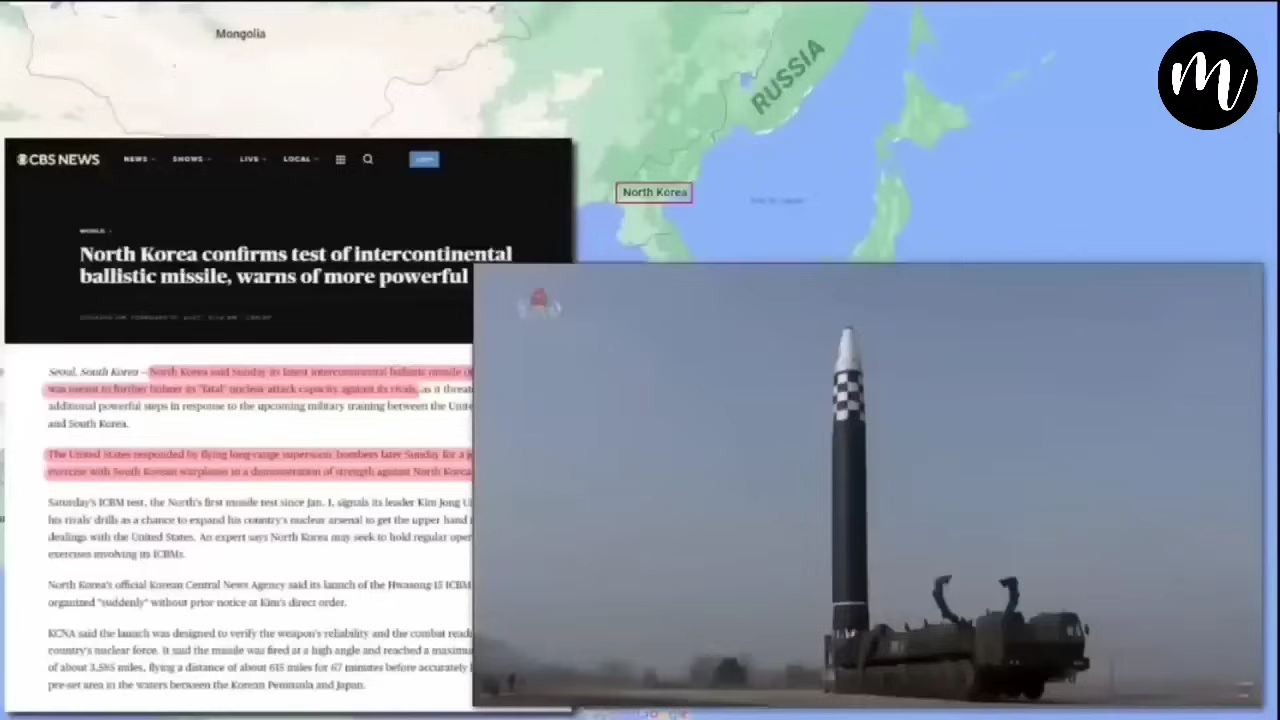 Mongolia
RUSSIA
m
North Korea
CBS NEWS
NEWS
SHOWS
LIVE
LOCAL
WORLD
North Korea confirms test of intercontinental
ballistic missile, warns of more powerful
Seoul, South Korea — North Korea said Sunday its latest intercontinental ballistic missile
was meant to further bolster its "fatal" nuclear attack capacity against its rivals, as it
additional powerful steps in response to the upcoming military training between the
and South Korea.
The United States responded by flying long-range supersonic bombers later Sunday for a
exercise with South Korean warplanes in a demonstration of strength against North Korea
Saturday's ICBM test, the North's first missile test since Jan. 1, signals its leader Kim Jong
his rivals' drills as a chance to expand his country's nuclear arsenal to get the upper hand
dealings with the United States. An expert says North Korea may seek to hold regular
exercises involving its ICBMs.
North Korea's official Korean Central News Agency said its launch of the Hwasong-15 ICBM
organized "suddenly" without prior notice at Kim's direct order.
KCNA said the launch was designed to verify the weapon's reliability and the combat
country's nuclear force. It said the missile was fired at a high angle and reached a
of about 3,585 miles, flying a distance of about 615 miles for 67 minutes before accurately
pre-set area in the waters between the Korean Peninsula and Japan.